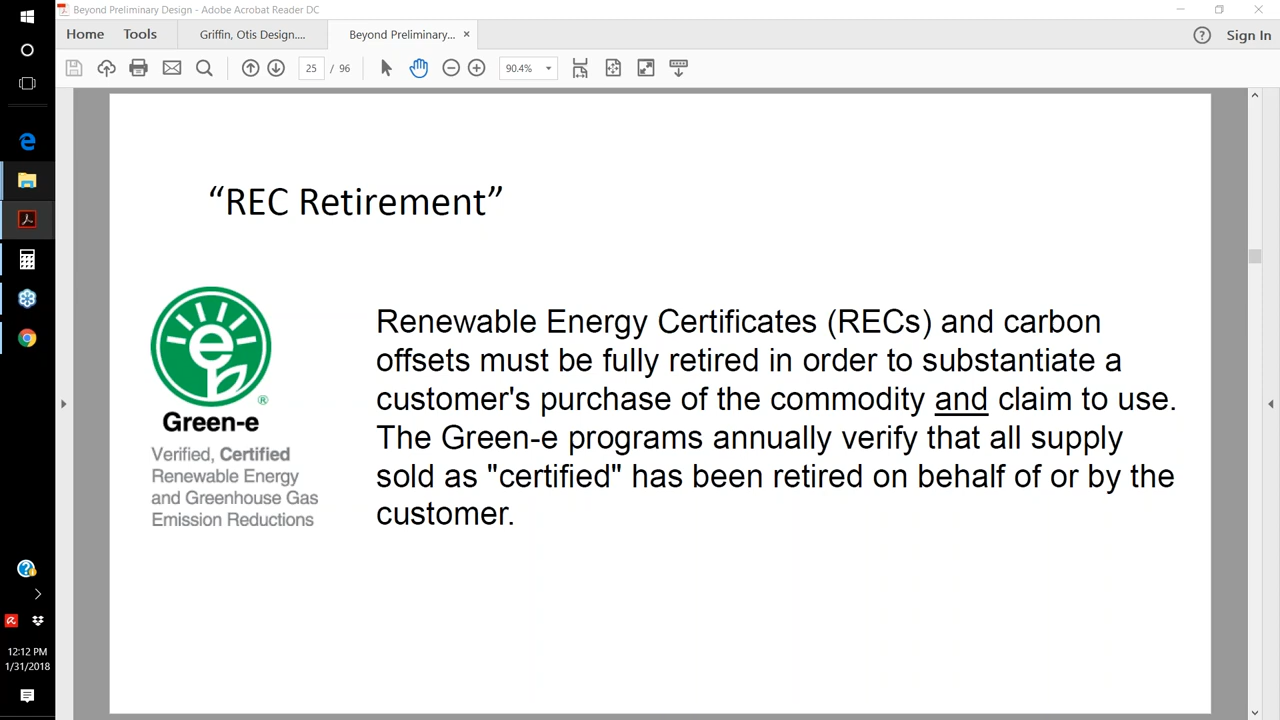 Beyond Preliminary Design - Adobe Acrobat Reader DC
Home Tools Griffin, Otis Design.... Beyond Preliminary... × Sign In
25 / 96 90.4%
“REC Retirement”
Renewable Energy Certificates (RECs) and carbon
offsets must be fully retired in order to substantiate a
customer's purchase of the commodity and claim to use.
The Green-e programs annually verify that all supply
sold as "certified" has been retired on behalf of or by the
customer.
e
®
Green-e
Verified, Certified
Renewable Energy
and Greenhouse Gas
Emission Reductions
12:12 PM
1/31/2018